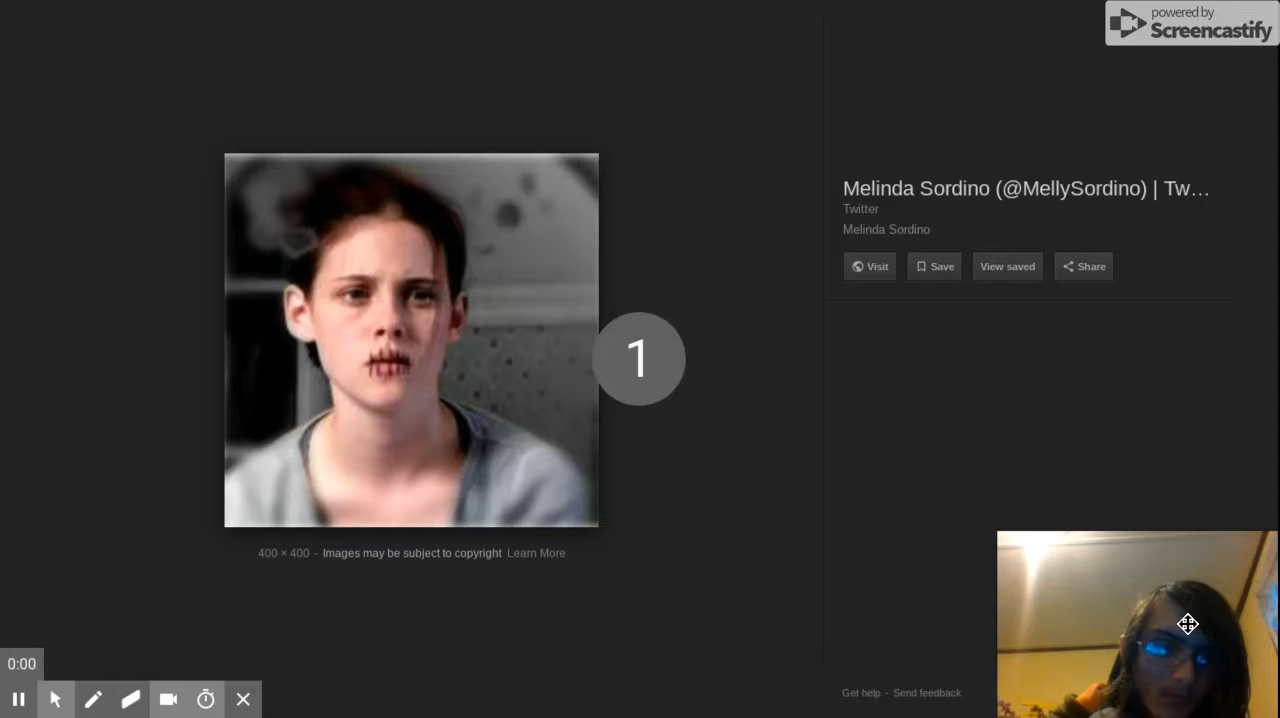 powered by
Screencastify
Melinda Sordino (@MellySordino) | Tw...
Twitter
Melinda Sordino
Visit Save View saved Share
1
400 × 400 - Images may be subject to copyright Learn More
0:00
Get help - Send feedback